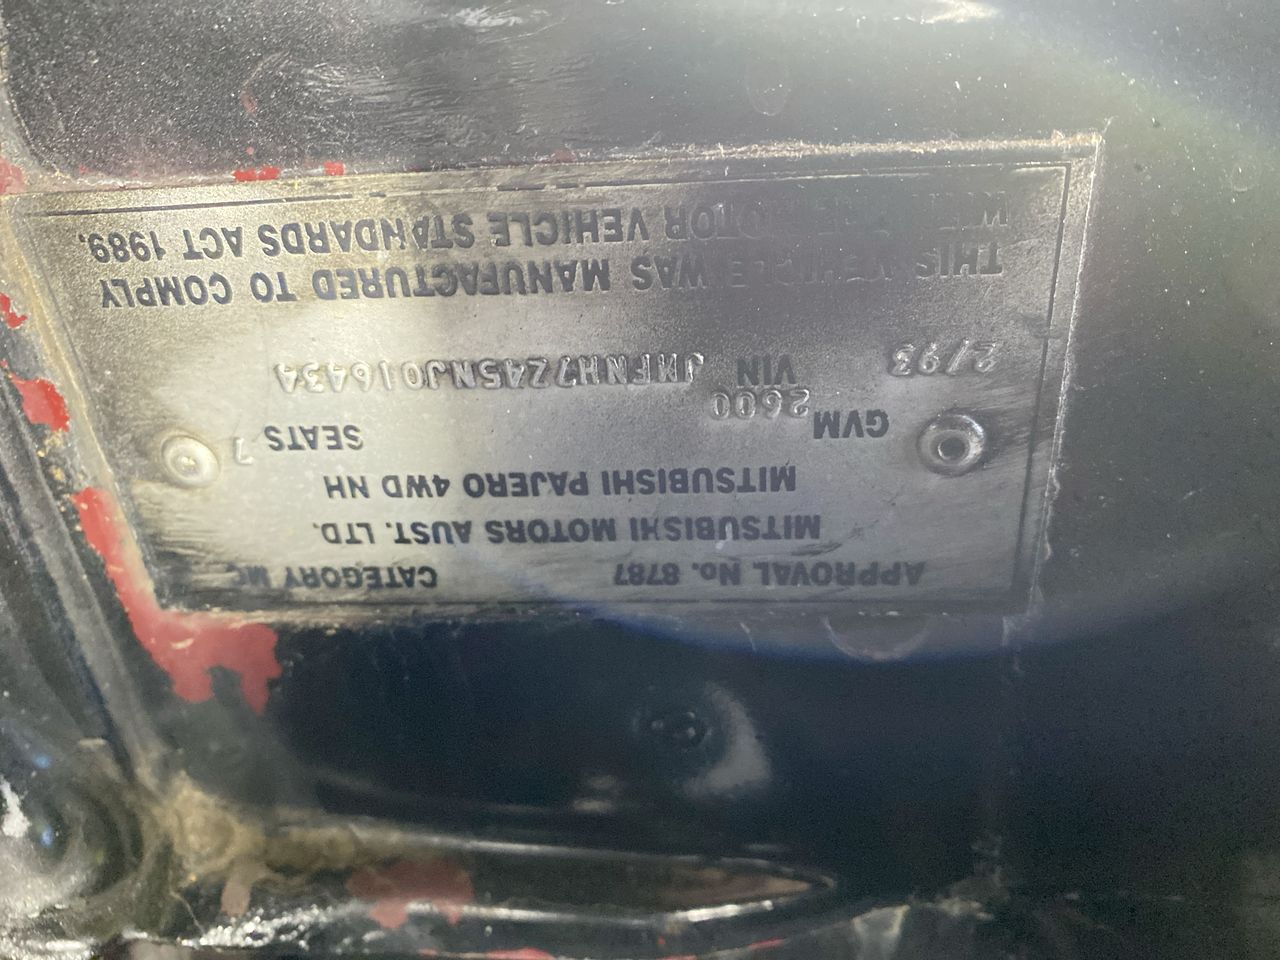 APPROVAL No. 8787 CATEGORY MC
MITSUBISHI MOTORS AUST. LTD.
MITSUBISHI PAJERO 4WD NH
GVM 2600 SEATS 7
2/93 VIN JMFNH7Z45NJ016434
THIS VEHICLE WAS MANUFACTURED TO COMPLY
WITH THE MOTOR VEHICLE STANDARDS ACT 1989.